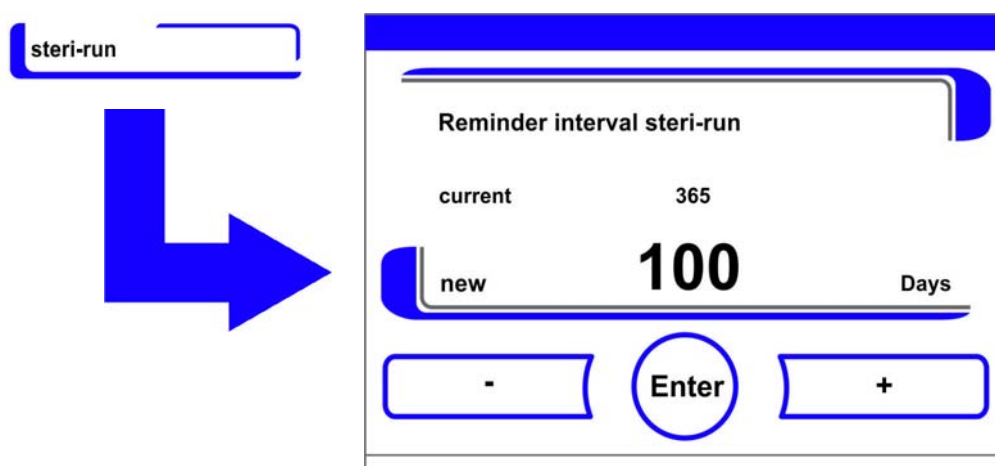 steri-run
Reminder interval steri-run
current 365
new 100 Days
- Enter +